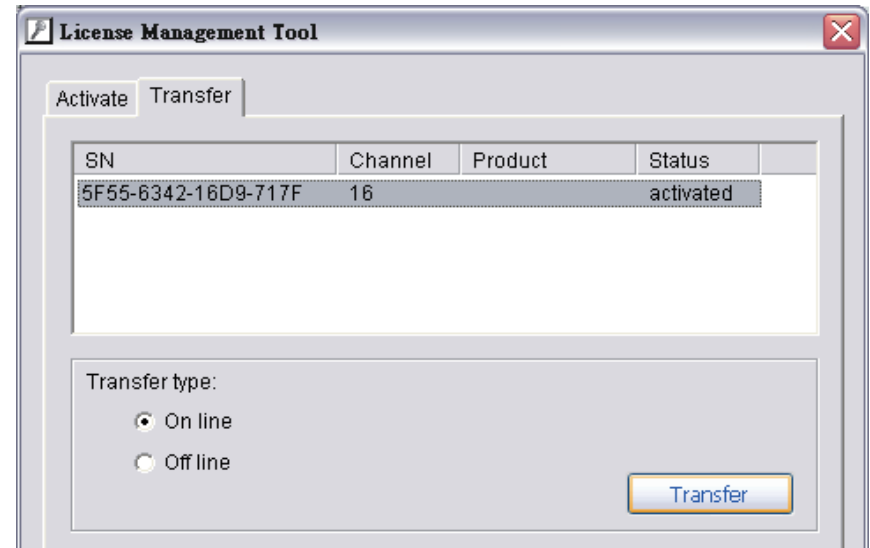 License Management Tool
Activate Transfer
SN Channel Product Status
5F55-6342-16D9-717F 16 activated
Transfer type:
On line
Off line
Transfer